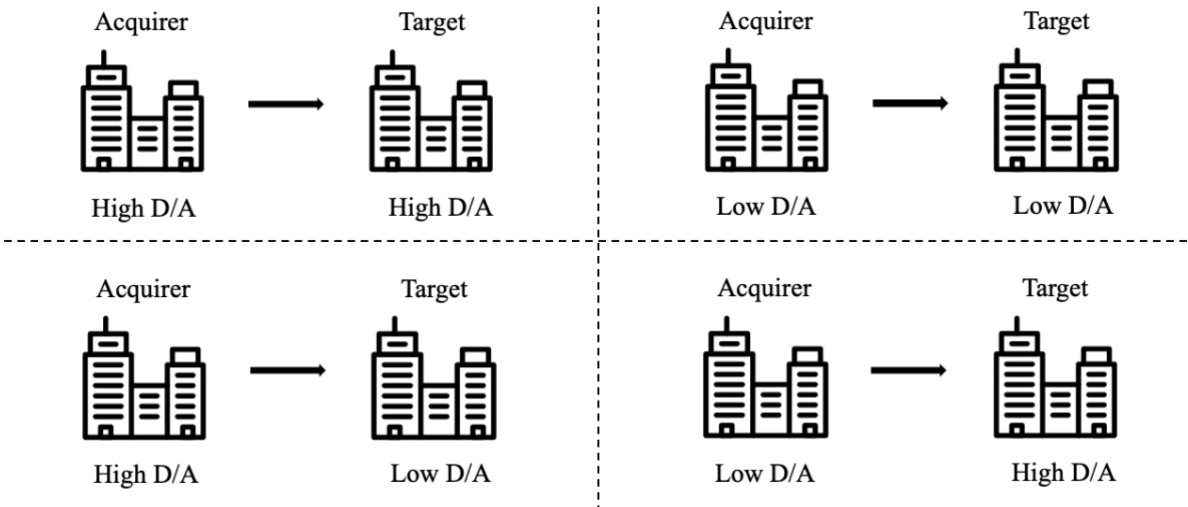 Acquirer Target
High D/A High D/A
Acquirer Target
Low D/A Low D/A
Acquirer Target
High D/A Low D/A
Acquirer Target
Low D/A High D/A